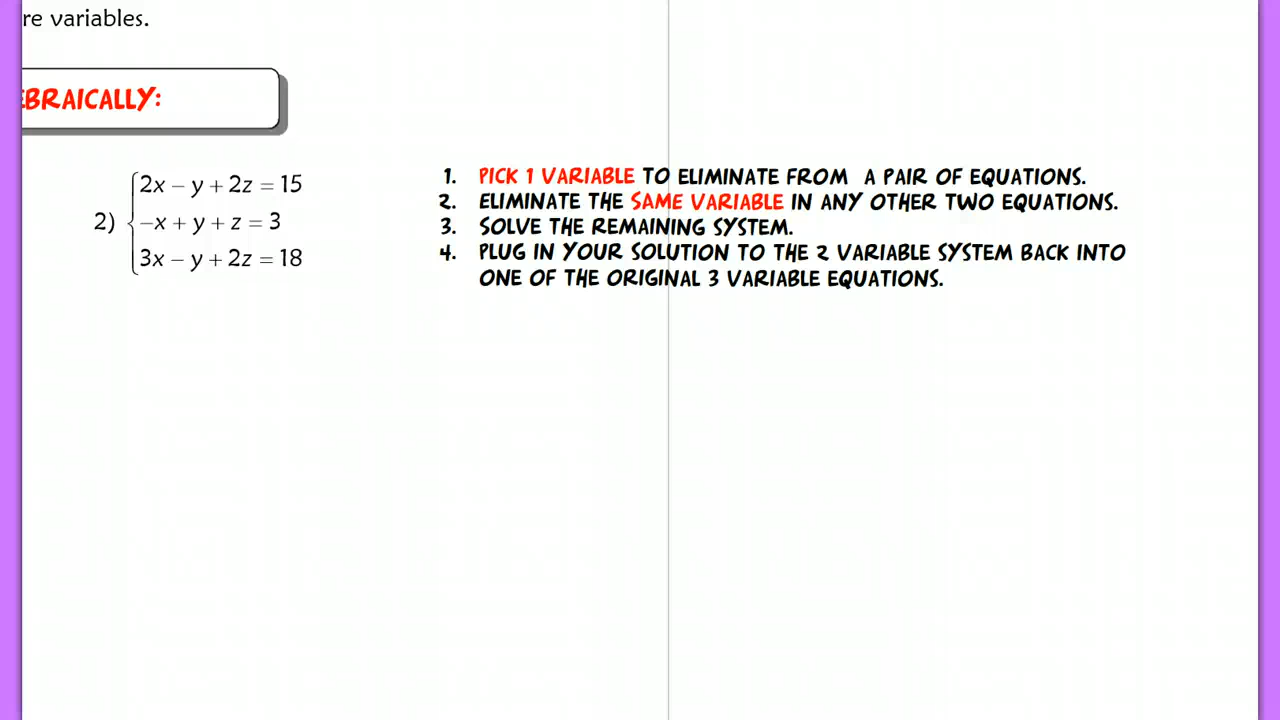 re variables.
EBRAICALLY:
2x − y + 2z = 15
2) −x + y + z = 3
3x − y + 2z = 18
1. PICK 1 VARIABLE TO ELIMINATE FROM A PAIR OF EQUATIONS.
2. ELIMINATE THE SAME VARIABLE IN ANY OTHER TWO EQUATIONS.
3. SOLVE THE REMAINING SYSTEM.
4. PLUG IN YOUR SOLUTION TO THE 2 VARIABLE SYSTEM BACK INTO
ONE OF THE ORIGINAL 3 VARIABLE EQUATIONS.